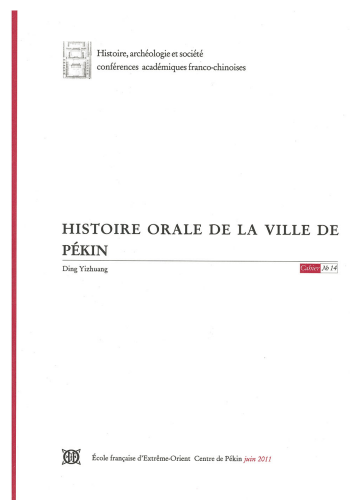 Histoire, archéologie et société
conférences académiques franco-chinoises
HISTOIRE ORALE DE LA VILLE DE
PÉKIN
Ding Yizhuang
Cahier № 14
École française d'Extrême-Orient Centre de Pékin juin 2011